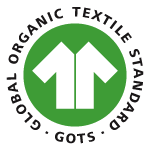 GLOBAL ORGANIC TEXTILE STANDARD
· GOTS ·